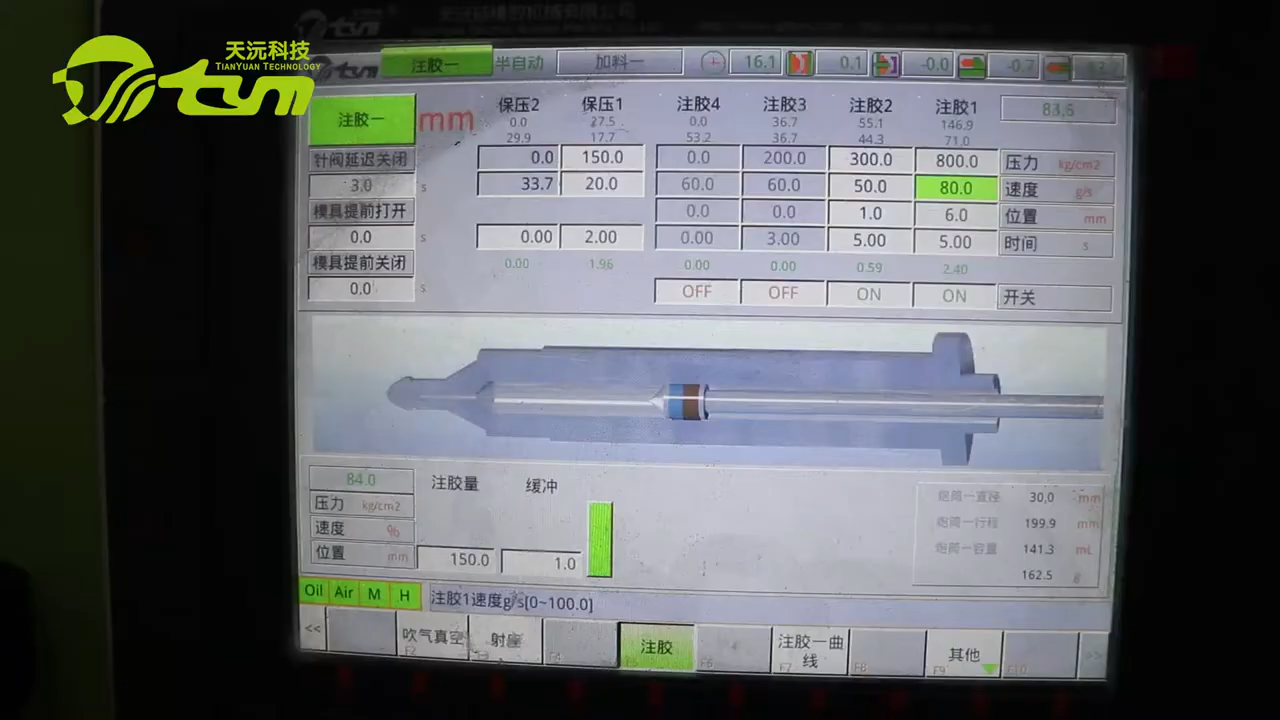 天沅科技
TIANYUAN TECHNOLOGY
tym
注胶一 半自动 加料一 16.1 0.1 -0.0 -0.7
注胶一 mm 保压2 保压1 注胶4 注胶3 注胶2 注胶1 83.6
0.0 27.5 0.0 36.7 55.1 146.9
29.9 17.7 53.2 36.7 44.3 71.0
针阀延迟关闭 0.0 150.0 0.0 200.0 300.0 800.0 压力 kg/cm2
3.0 s 33.7 20.0 60.0 60.0 50.0 80.0 速度 g/s
模具提前打开 0.0 0.0 1.0 6.0 位置 mm
0.0 s 0.00 2.00 0.00 3.00 5.00 5.00 时间 s
模具提前关闭 0.00 1.96 0.00 0.00 0.59 2.40
0.0 s OFF OFF ON ON 开关
84.0 注胶量 缓冲
压力 kg/cm2
速度 %
位置 mm 150.0 1.0
炮筒一直径 30,0 mm
炮筒一行程 199.9 mm
炮筒一容量 141.3 mL
162.5 g
Oil Air M H 注胶1速度g/s[0~100.0]
<< 吹气真空 F2 射座 F4 注胶 F5 F6 注胶一曲线 F7 F8 其他 F9 F10 >>